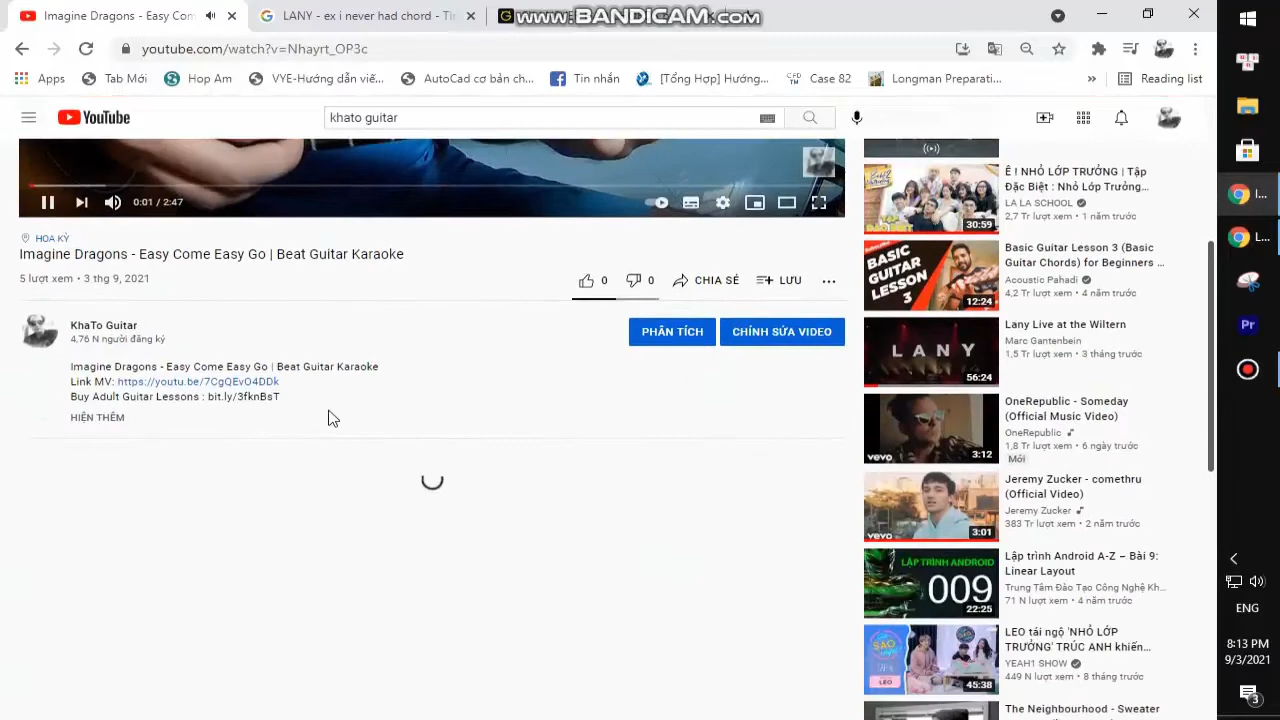 Imagine Dragons - Easy Com
LANY - ex i never had chord - T
www.BANDICAM.com
youtube.com/watch?v=Nhayrt_OP3c
Apps
Tab Mới
Hop Am
VYE-Hướng dẫn viế...
AutoCad cơ bản ch...
Tin nhắn
[Tổng Hợp] Hướng...
Case 82
Longman Preparati...
»
Reading list
YouTube
khato guitar
0:01 / 2:47
HOA KỲ
Imagine Dragons - Easy Come Easy Go | Beat Guitar Karaoke
5 lượt xem • 3 thg 9, 2021
0
0
CHIA SẺ
LƯU
KhaTo Guitar
4,76 N người đăng ký
PHÂN TÍCH
CHỈNH SỬA VIDEO
Imagine Dragons - Easy Come Easy Go | Beat Guitar Karaoke
Link MV: https://youtu.be/7CgQEvO4DDk
Buy Adult Guitar Lessons : bit.ly/3fknBsT
HIỆN THÊM
Ê ! NHỎ LỚP TRƯỞNG | Tập
Đặc Biệt : Nhỏ Lớp Trưởng...
LA LA SCHOOL
2,7 Tr lượt xem • 1 năm trước
30:59
BASIC
GUITAR
LESSON
3
12:24
Basic Guitar Lesson 3 (Basic
Guitar Chords) for Beginners ...
Acoustic Pahadi
4,2 Tr lượt xem • 4 năm trước
LANY
56:24
Lany Live at the Wiltern
Marc Gantenbein
1,5 Tr lượt xem • 3 tháng trước
vevo
3:12
OneRepublic - Someday
(Official Music Video)
OneRepublic
1,8 Tr lượt xem • 6 ngày trước
Mới
vevo
3:01
Jeremy Zucker - comethru
(Official Video)
Jeremy Zucker
383 Tr lượt xem • 2 năm trước
LẬP TRÌNH ANDROID
009
22:25
Lập trình Android A-Z – Bài 9:
Linear Layout
Trung Tâm Đào Tạo Công Nghệ Kh...
71 N lượt xem • 4 năm trước
SAO
LEO
45:38
LEO tái ngộ 'NHỎ LỚP
TRƯỞNG' TRÚC ANH khiến...
YEAH1 SHOW
449 N lượt xem • 8 tháng trước
The Neighbourhood - Sweater
I...
L...
Pr
ENG
8:13 PM
9/3/2021
3